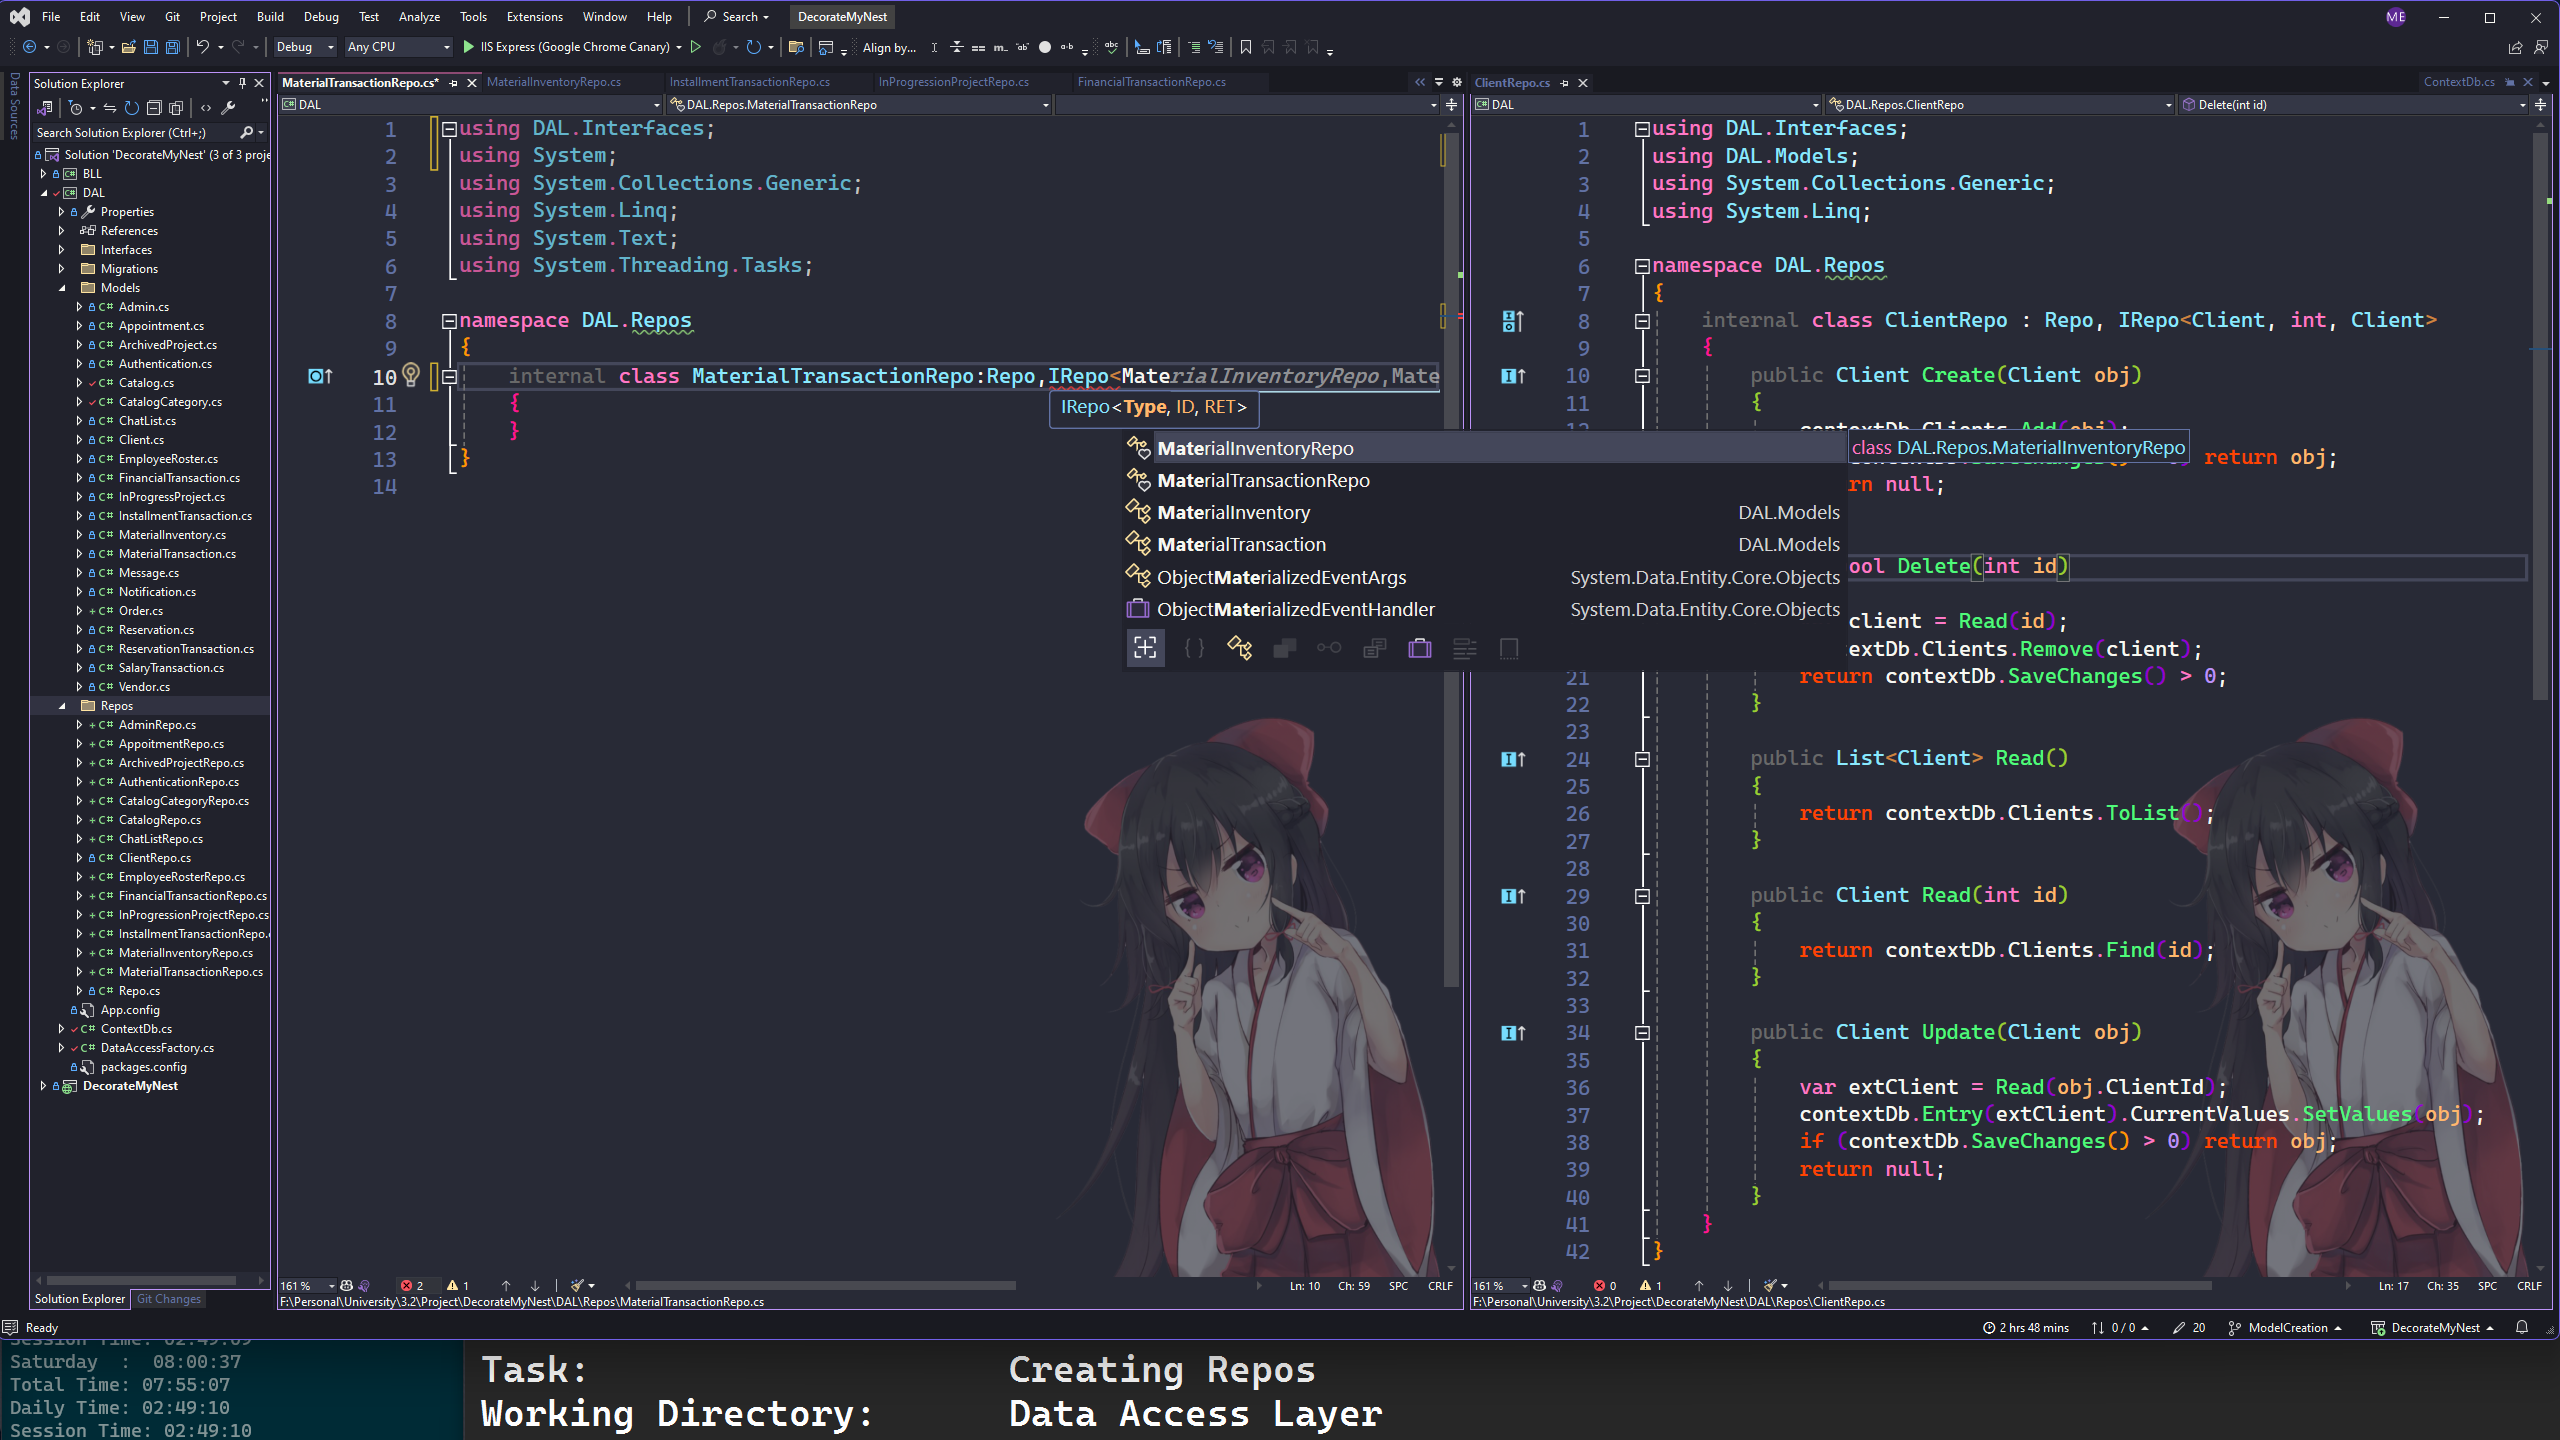 File Edit View Git Project Build Debug Test Analyze Tools Extensions Window Help Search DecorateMyNest ME
Debug Any CPU IIS Express (Google Chrome Canary) Align by...
Data Sources
Solution Explorer
Search Solution Explorer (Ctrl+;)
Solution 'DecorateMyNest' (3 of 3 proje
BLL
DAL
Properties
References
Interfaces
Migrations
Models
C# Admin.cs
C# Appointment.cs
C# ArchivedProject.cs
C# Authentication.cs
C# Catalog.cs
C# CatalogCategory.cs
C# ChatList.cs
C# Client.cs
C# EmployeeRoster.cs
C# FinancialTransaction.cs
C# InProgressProject.cs
C# InstallmentTransaction.cs
C# MaterialInventory.cs
C# MaterialTransaction.cs
C# Message.cs
C# Notification.cs
+ C# Order.cs
C# Reservation.cs
C# ReservationTransaction.cs
C# SalaryTransaction.cs
C# Vendor.cs
Repos
+ C# AdminRepo.cs
+ C# AppoitmentRepo.cs
+ C# ArchivedProjectRepo.cs
+ C# AuthenticationRepo.cs
+ C# CatalogCategoryRepo.cs
+ C# CatalogRepo.cs
+ C# ChatListRepo.cs
C# ClientRepo.cs
+ C# EmployeeRosterRepo.cs
+ C# FinancialTransactionRepo.cs
+ C# InProgressionProjectRepo.cs
+ C# InstallmentTransactionRepo.
+ C# MaterialInventoryRepo.cs
+ C# MaterialTransactionRepo.cs
C# Repo.cs
App.config
C# ContextDb.cs
C# DataAccessFactory.cs
packages.config
DecorateMyNest
Solution Explorer Git Changes
MaterialTransactionRepo.cs* MaterialInventoryRepo.cs InstallmentTransactionRepo.cs InProgressionProjectRepo.cs FinancialTransactionRepo.cs
C# DAL DAL.Repos.MaterialTransactionRepo
1 using DAL.Interfaces;
2 using System;
3 using System.Collections.Generic;
4 using System.Linq;
5 using System.Text;
6 using System.Threading.Tasks;
7
8 namespace DAL.Repos
9 {
10 internal class MaterialTransactionRepo:Repo,IRepo<MaterialInventoryRepo,Mate
11 {
12 }
13 }
14
IRepo<Type, ID, RET>
MaterialInventoryRepo
MaterialTransactionRepo
MaterialInventory DAL.Models
MaterialTransaction DAL.Models
ObjectMaterializedEventArgs System.Data.Entity.Core.Objects
ObjectMaterializedEventHandler System.Data.Entity.Core.Objects
class DAL.Repos.MaterialInventoryRepo
161 % 2 1 Ln: 10 Ch: 59 SPC CRLF
F:\Personal\University\3.2\Project\DecorateMyNest\DAL\Repos\MaterialTransactionRepo.cs
ClientRepo.cs ContextDb.cs
C# DAL DAL.Repos.ClientRepo Delete(int id)
1 using DAL.Interfaces;
2 using DAL.Models;
3 using System.Collections.Generic;
4 using System.Linq;
5
6 namespace DAL.Repos
7 {
8 internal class ClientRepo : Repo, IRepo<Client, int, Client>
9 {
10 public Client Create(Client obj)
11 {
contextDb.Clients.Add(obj);
return obj;
rn null;
ool Delete(int id)
client = Read(id);
extDb.Clients.Remove(client);
21 return contextDb.SaveChanges() > 0;
22 }
23
24 public List<Client> Read()
25 {
26 return contextDb.Clients.ToList();
27 }
28
29 public Client Read(int id)
30 {
31 return contextDb.Clients.Find(id);
32 }
33
34 public Client Update(Client obj)
35 {
36 var extClient = Read(obj.ClientId);
37 contextDb.Entry(extClient).CurrentValues.SetValues(obj);
38 if (contextDb.SaveChanges() > 0) return obj;
39 return null;
40 }
41 }
42 }
161 % 0 1 Ln: 17 Ch: 35 SPC CRLF
F:\Personal\University\3.2\Project\DecorateMyNest\DAL\Repos\ClientRepo.cs
Ready 2 hrs 48 mins 0 / 0 20 ModelCreation DecorateMyNest
Session Time: 02:49:09
Saturday : 08:00:37
Total Time: 07:55:07
Daily Time: 02:49:10
Session Time: 02:49:10
Task: Creating Repos
Working Directory: Data Access Layer